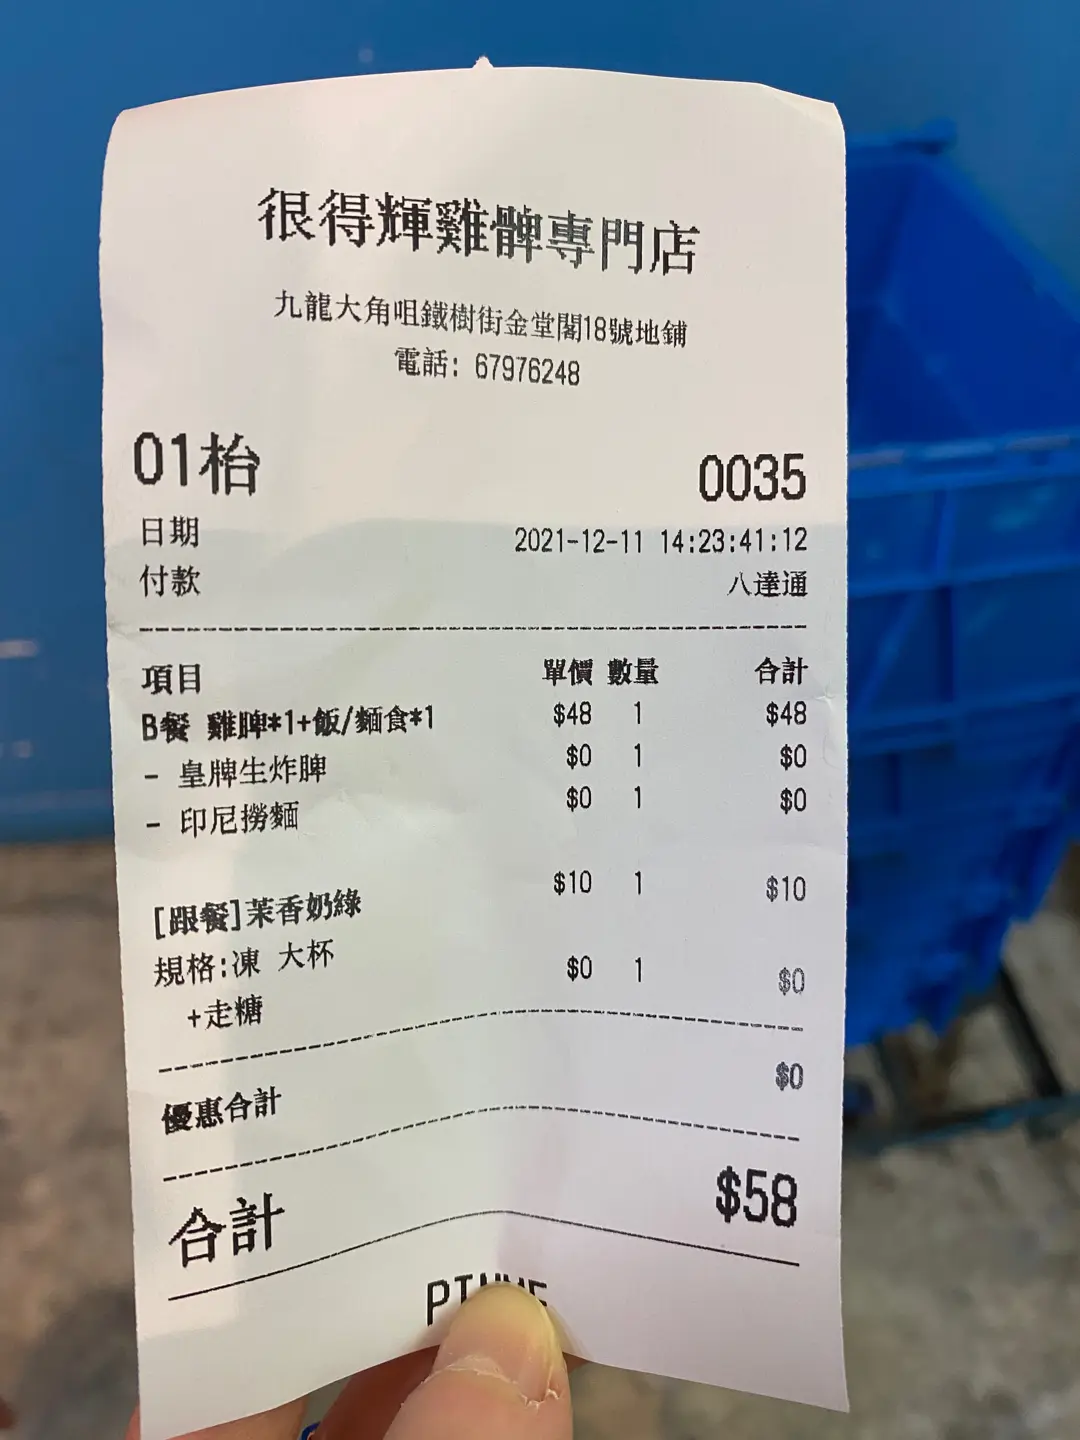 很得輝雞髀專門店
九龍大角咀鐵樹街金堂閣18號地鋪
電話: 67976248
01枱 0035
日期 2021-12-11 14:23:41:12
付款 八達通
項目 單價 數量 合計
B餐 雞脾*1+飯/麵食*1 $48 1 $48
- 皇牌生炸脾 $0 1 $0
- 印尼撈麵 $0 1 $0
[跟餐]茉香奶綠 $10 1 $10
規格:凍 大杯
+走糖 $0 1 $0
優惠合計 $0
合計 $58